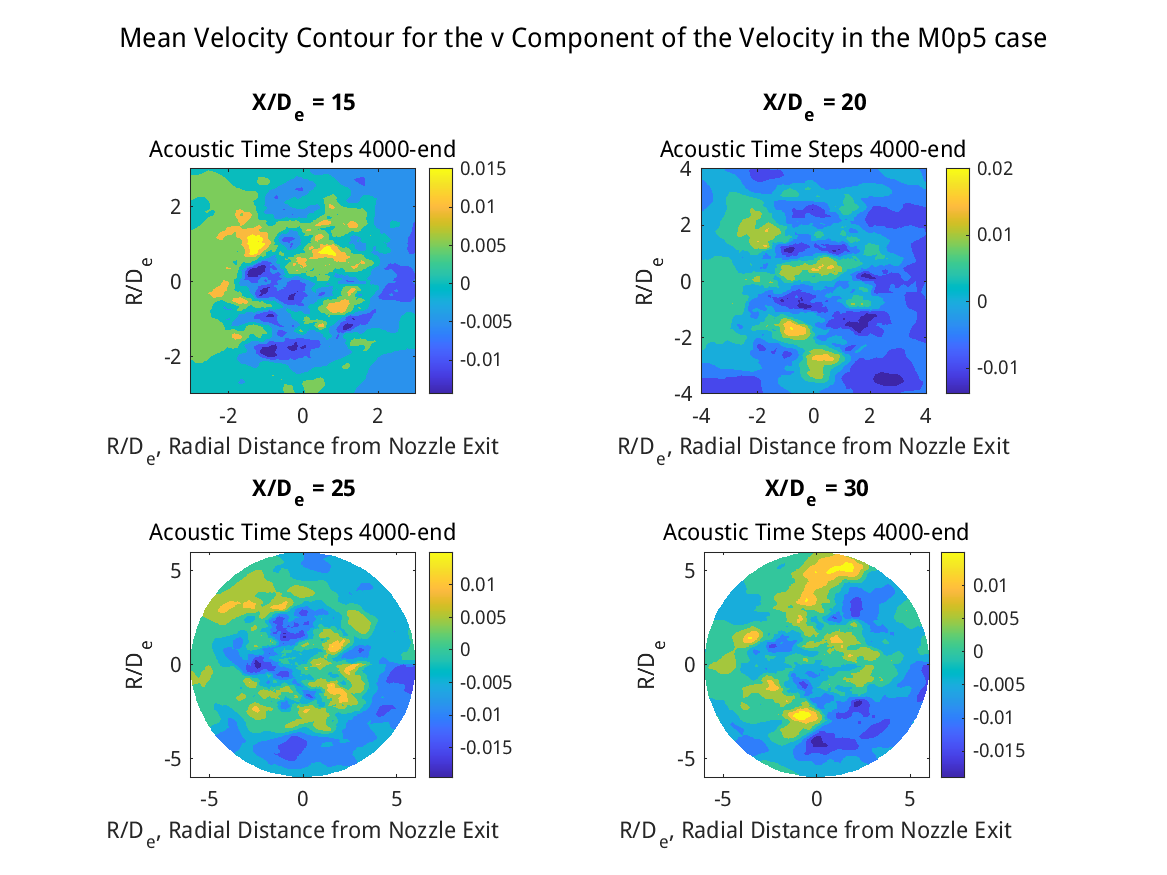 Mean Velocity Contour for the v Component of the Velocity in the M0p5 case
X/De = 15
Acoustic Time Steps 4000-end
R/De
2
0
-2
-2 0 2
R/De, Radial Distance from Nozzle Exit
0.015
0.01
0.005
0
-0.005
-0.01
X/De = 20
Acoustic Time Steps 4000-end
R/De
4
2
0
-2
-4
-4 -2 0 2 4
R/De, Radial Distance from Nozzle Exit
0.02
0.01
0
-0.01
X/De = 25
Acoustic Time Steps 4000-end
R/De
5
0
-5
-5 0 5
R/De, Radial Distance from Nozzle Exit
0.01
0.005
0
-0.005
-0.01
-0.015
X/De = 30
Acoustic Time Steps 4000-end
R/De
5
0
-5
-5 0 5
R/De, Radial Distance from Nozzle Exit
0.01
0.005
0
-0.005
-0.01
-0.015